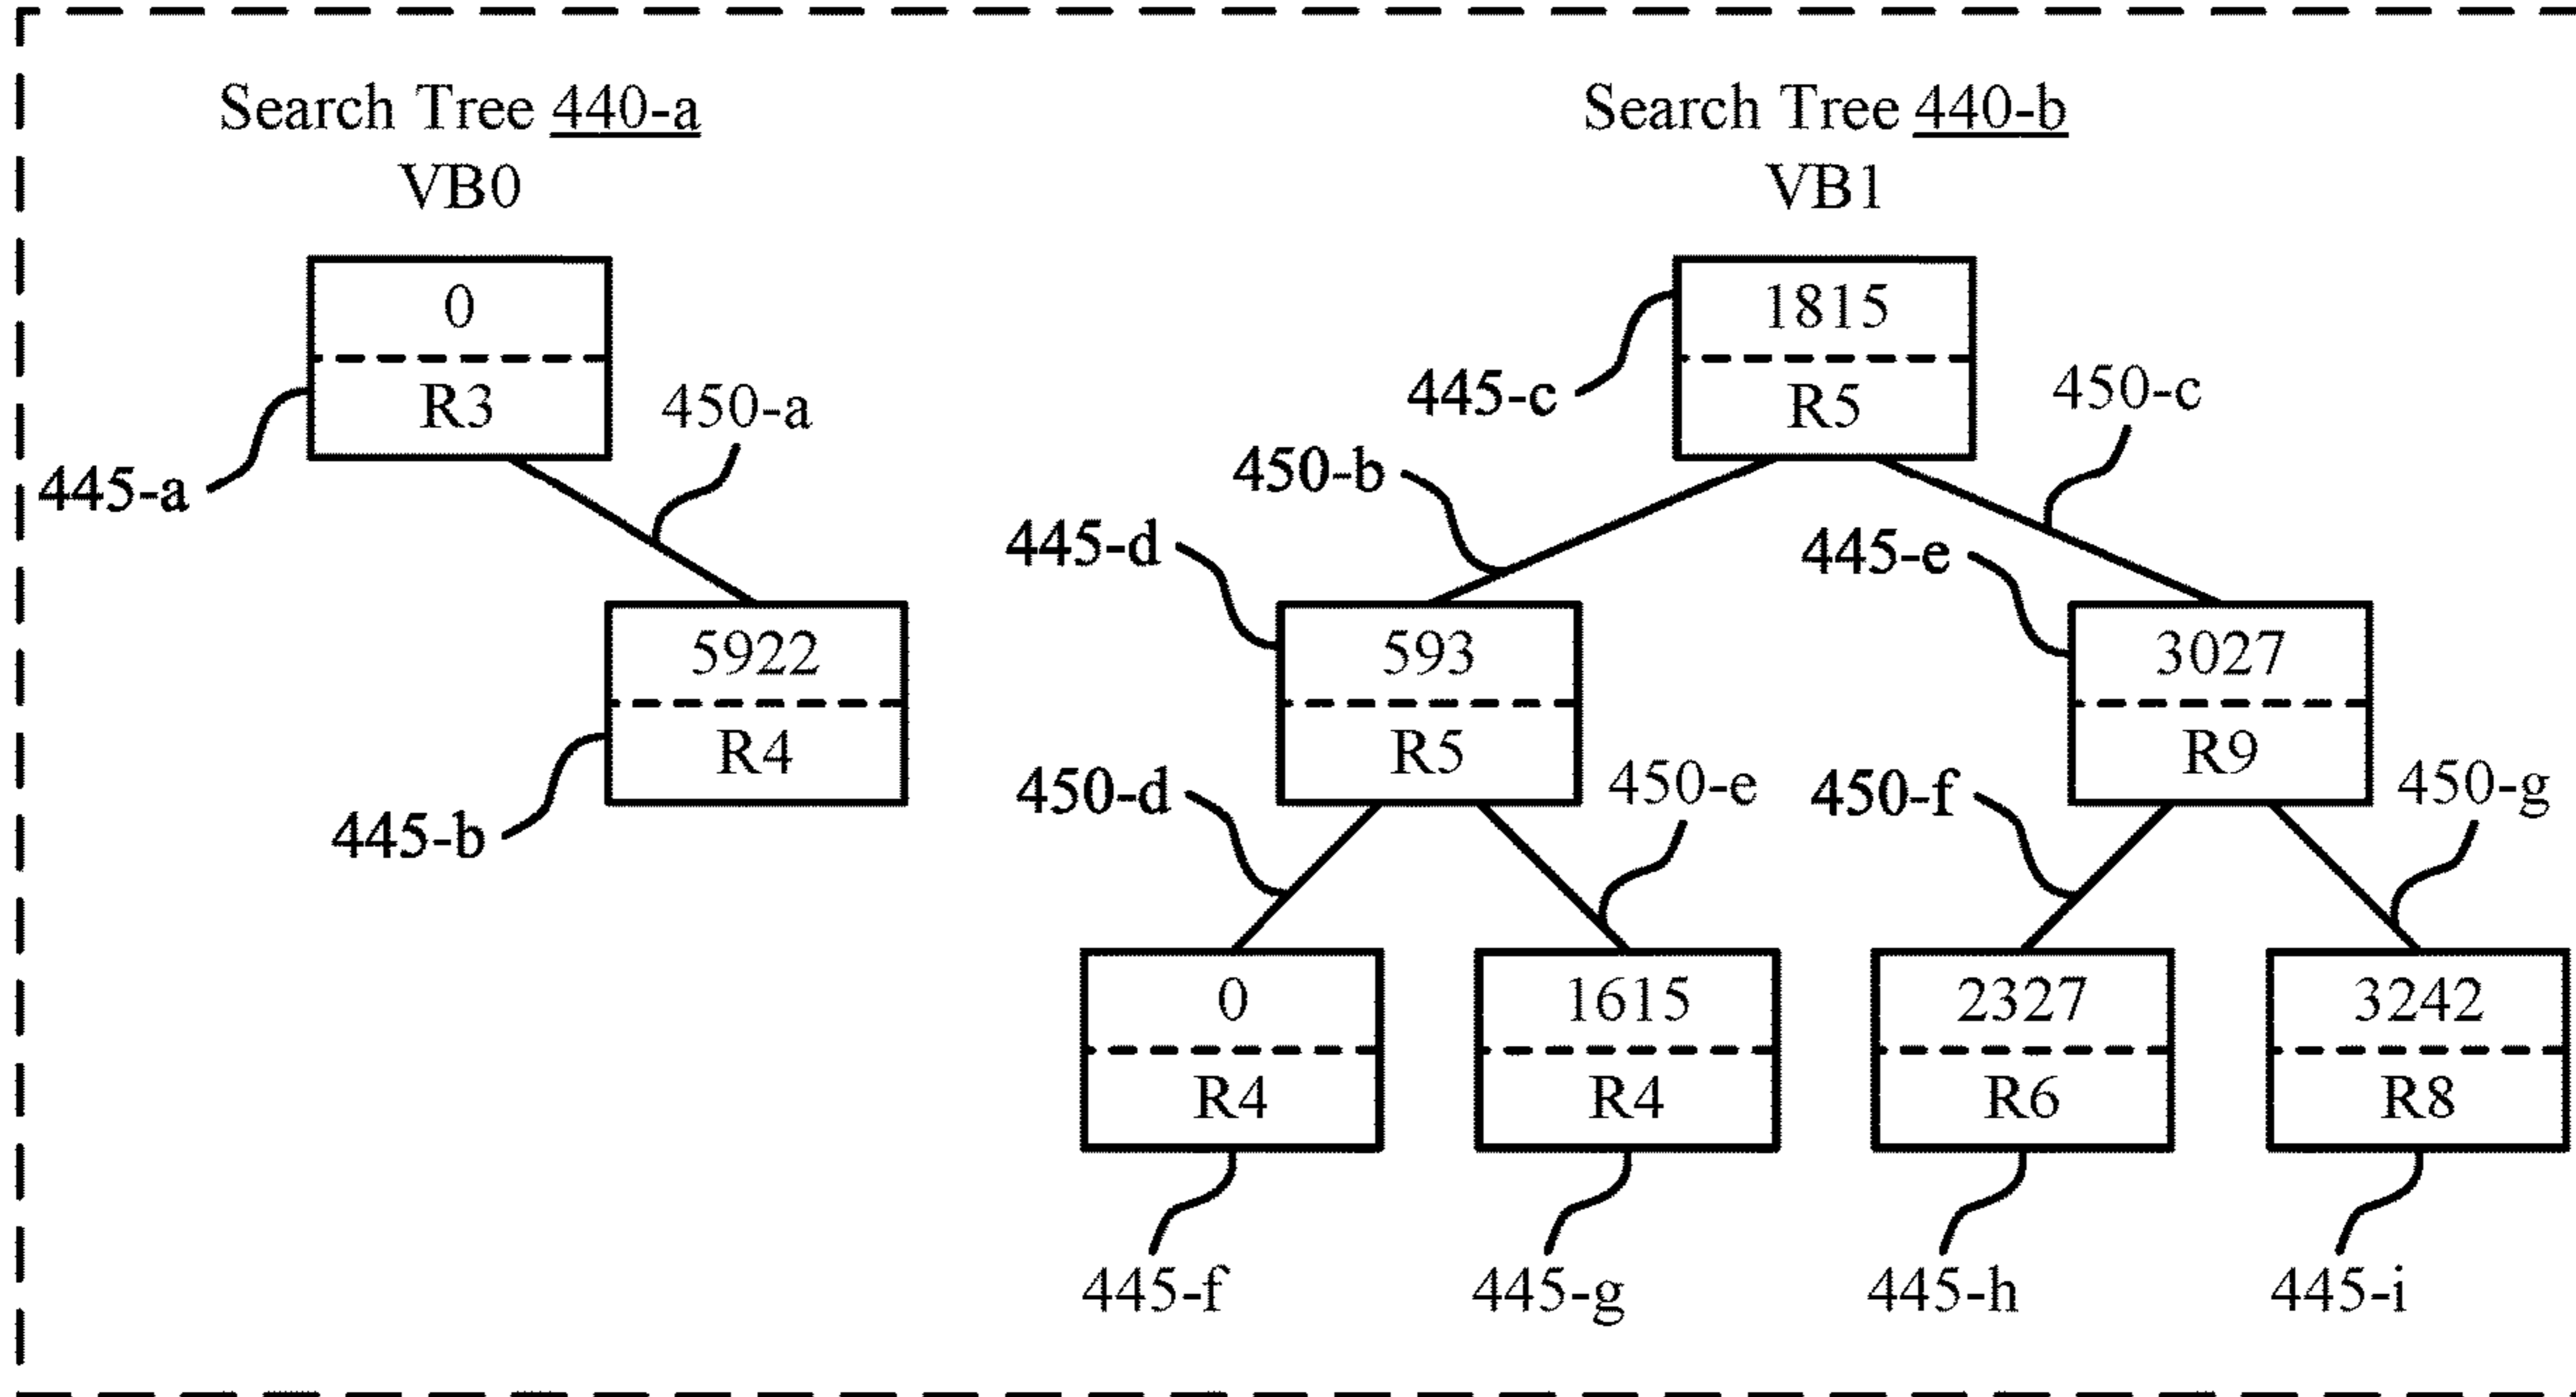 Search Tree 440-a
VB0
0
R3
445-a
450-a
5922
R4
445-b
Search Tree 440-b
VB1
1815
R5
445-c
450-b
450-c
445-d
593
R5
445-e
3027
R9
450-d
450-e
450-f
450-g
0
R4
1615
R4
2327
R6
3242
R8
445-f
445-g
445-h
445-i